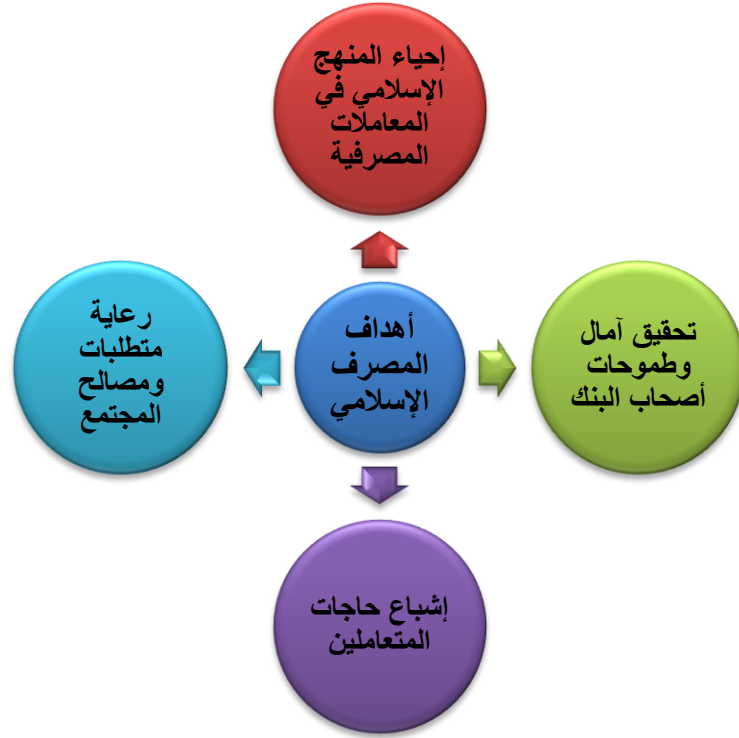 إحياء المنهج
الإسلامي في
المعاملات
المصرفية
تحقيق آمال
وطموحات
أصحاب البنك
أهداف
المصرف
الإسلامي
رعاية
متطلبات
ومصالح
المجتمع
إشباع حاجات
المتعاملين